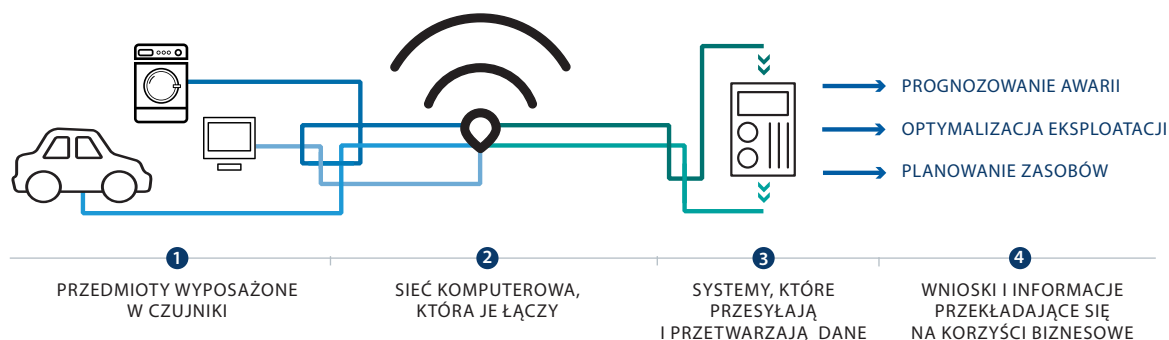 PROGNOZOWANIE AWARII
OPTYMALIZACJA EKSPLOATACJI
PLANOWANIE ZASOBÓW
1
PRZEDMIOTY WYPOSAŻONE
W CZUJNIKI
2
SIEĆ KOMPUTEROWA,
KTÓRA JE ŁĄCZY
3
SYSTEMY, KTÓRE
PRZESYŁAJĄ
I PRZETWARZAJĄ DANE
4
WNIOSKI I INFORMACJE
PRZEKŁADAJĄCE SIĘ
NA KORZYŚCI BIZNESOWE